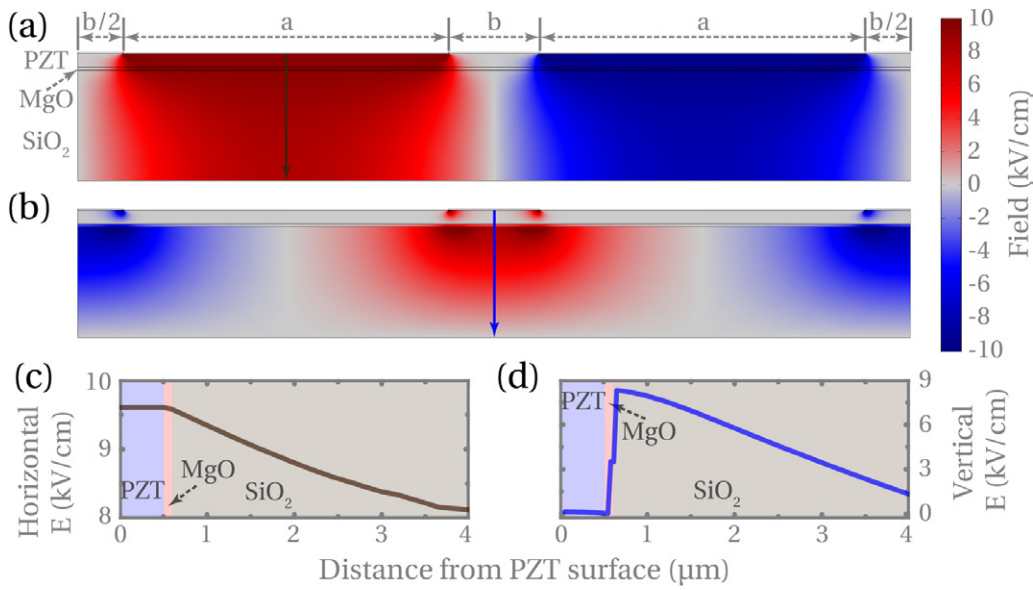 (a)
b/2
a
b
a
b/2
PZT
MgO
SiO₂
(b)
10
8
6
4
2
0
-2
-4
-6
-8
-10
Field (kV/cm)
(c)
10
9
8
Horizontal
E (kV/cm)
PZT
MgO
SiO₂
0
1
2
3
4
(d)
PZT
MgO
SiO₂
9
6
3
0
Vertical
E (kV/cm)
0
1
2
3
4
Distance from PZT surface (μm)